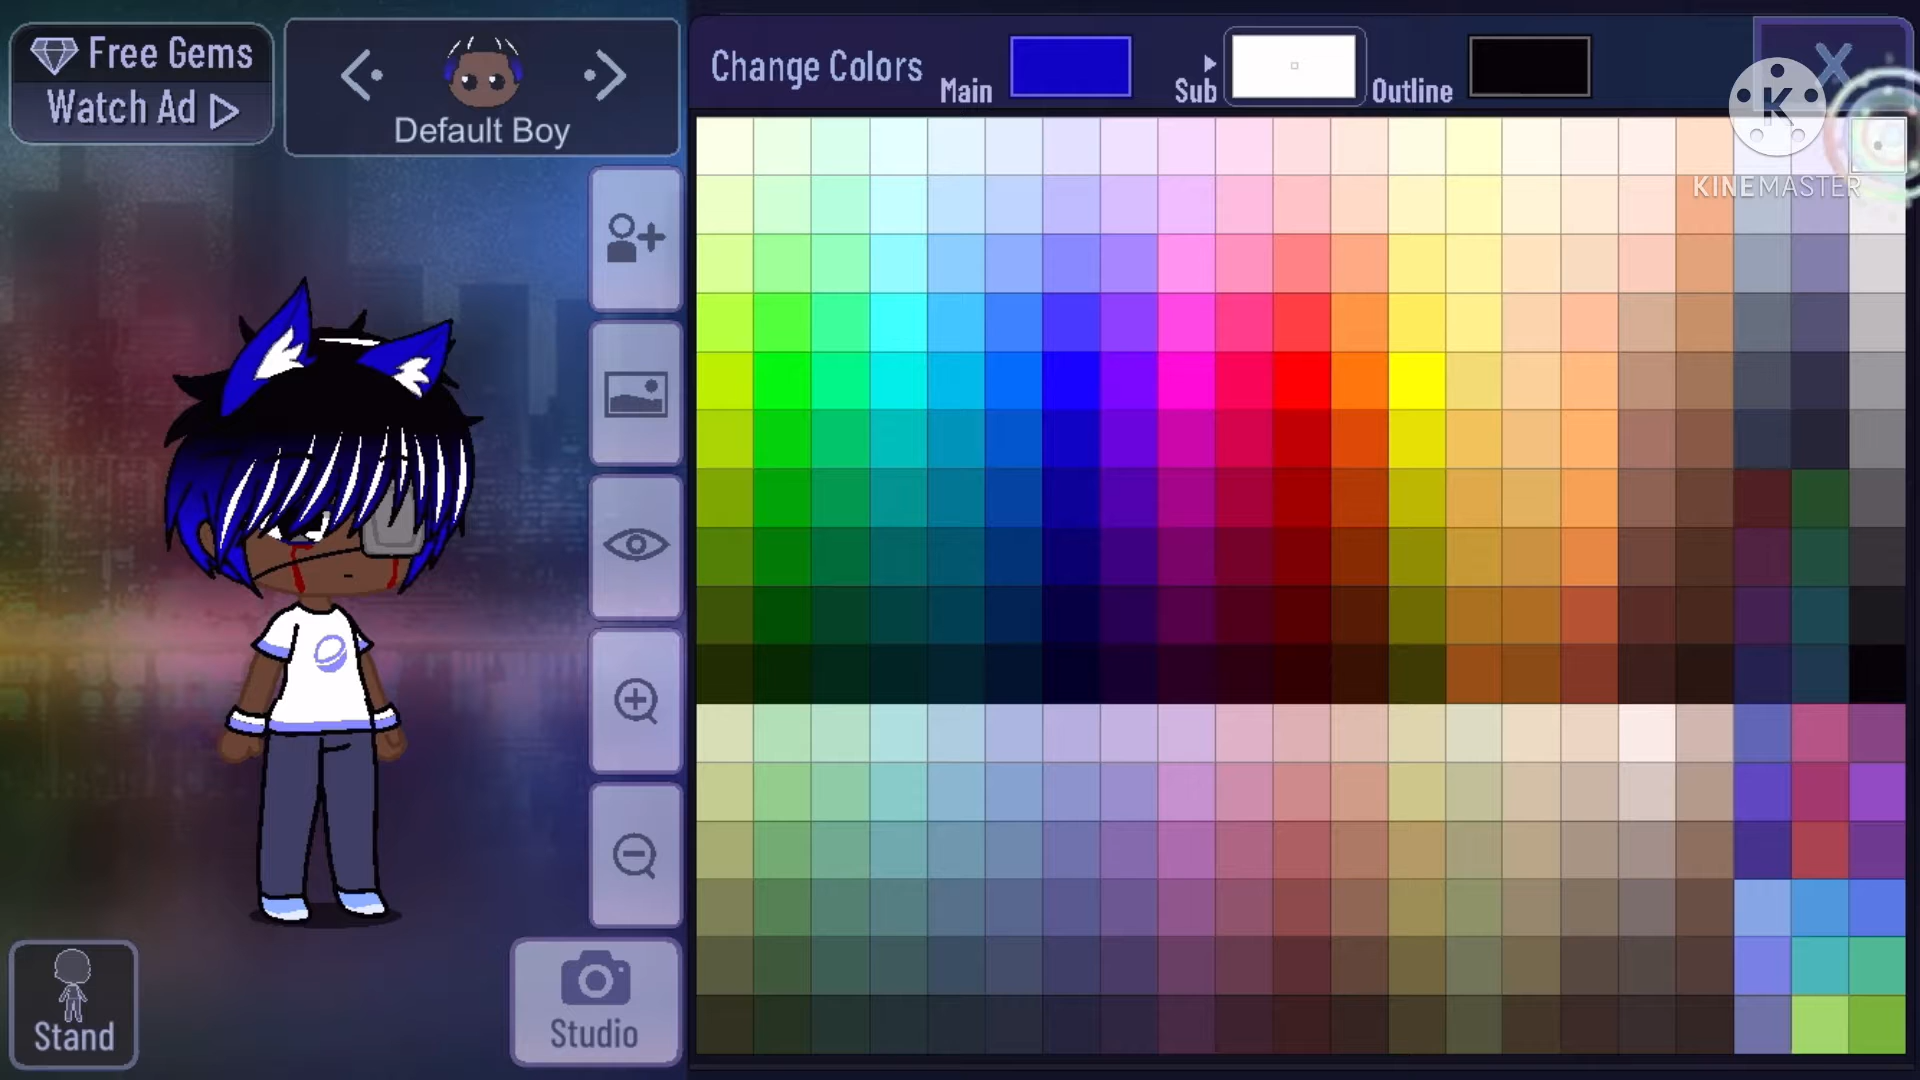 Free Gems
Watch Ad
Default Boy
Change Colors
Main
Sub
Outline
X
K
KINEMASTER
Stand
Studio